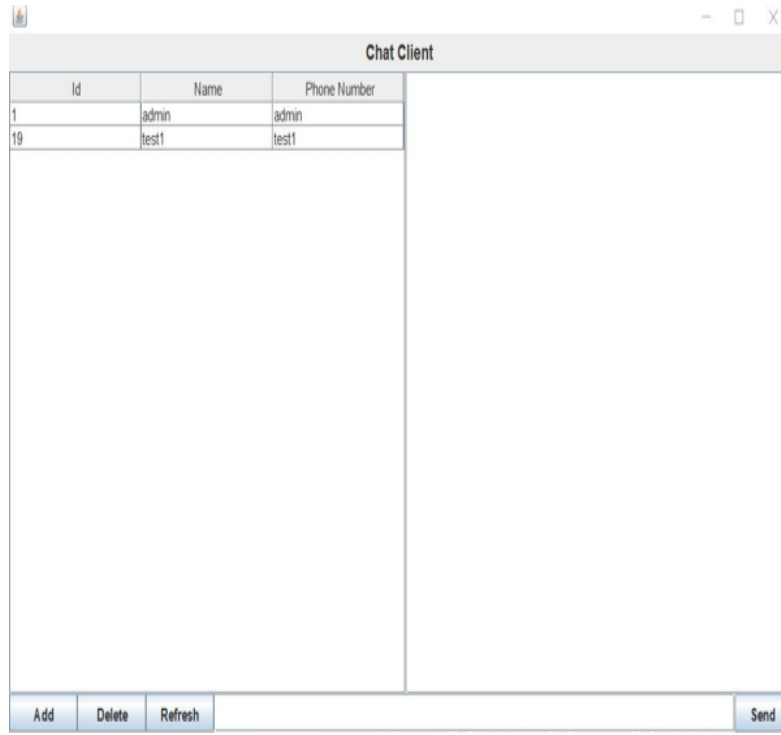 Chat Client
Id Name Phone Number
1 admin admin
19 test1 test1
Add Delete Refresh Send